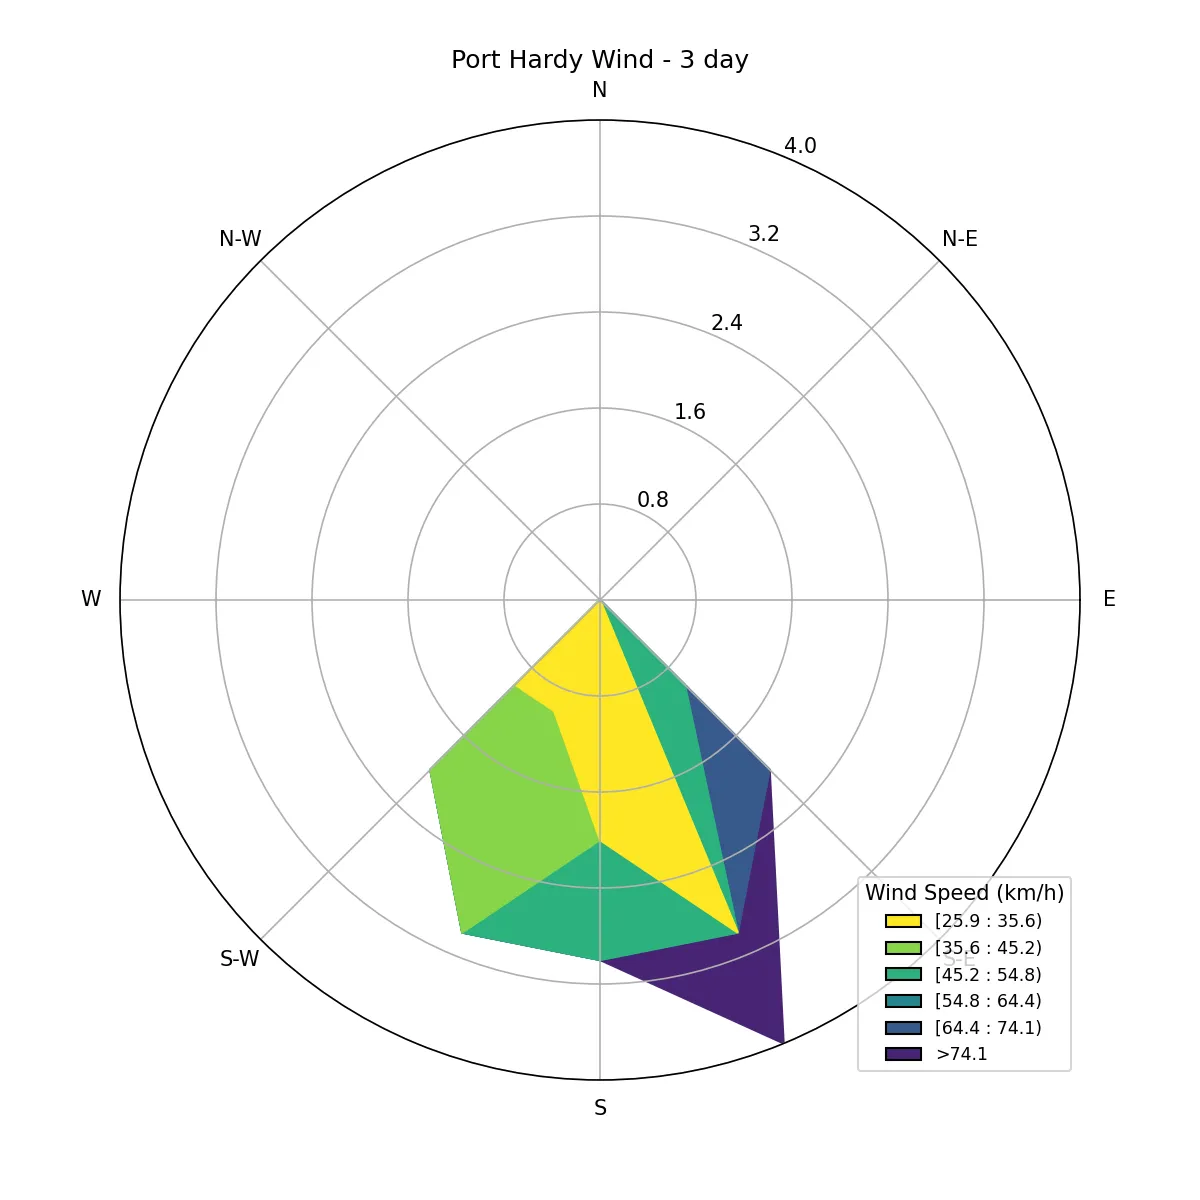 Port Hardy Wind - 3 day
N
4.0
N-W
3.2
N-E
2.4
1.6
0.8
W
E
Wind Speed (km/h)
[25.9 : 35.6)
[35.6 : 45.2)
S-W
S-E
[45.2 : 54.8)
[54.8 : 64.4)
[64.4 : 74.1)
>74.1
S